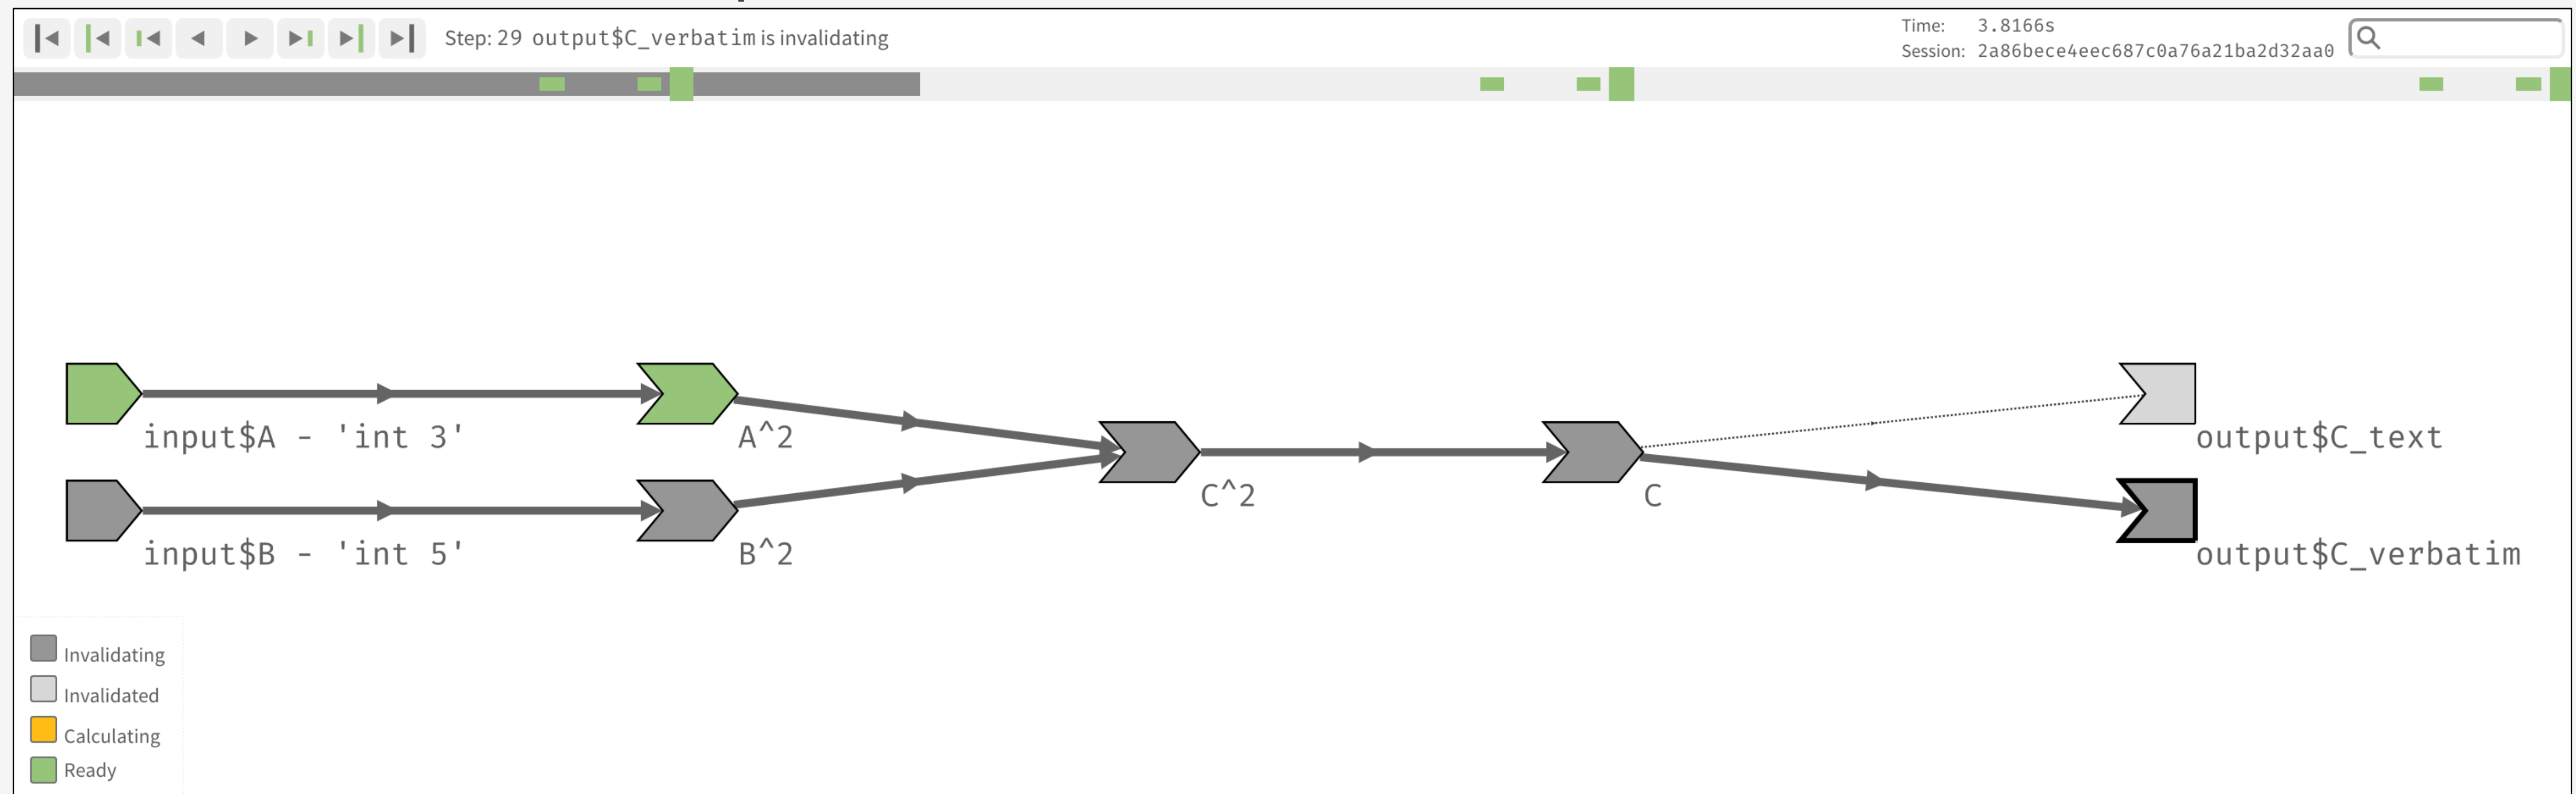 Step: 29 output$C_verbatim is invalidating
Time: 3.8166s
Session: 2a86bece4eec687c0a76a21ba2d32aa0
input$A - 'int 3'
A^2
output$C_text
C^2
C
input$B - 'int 5'
B^2
output$C_verbatim
Invalidating
Invalidated
Calculating
Ready